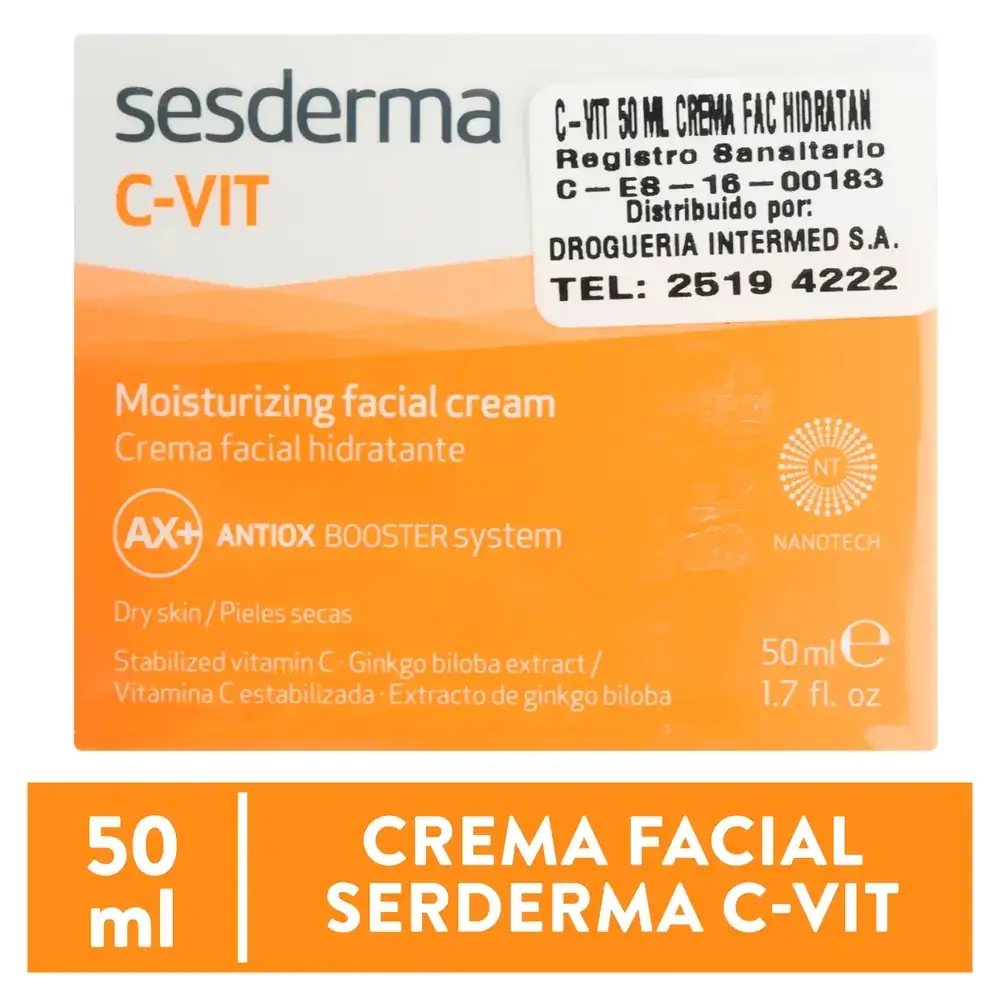 sesderma
C-VIT
C-VIT 50 ML CREMA FAC HIDRATAN
Registro Sanaitario
C-ES-16-00183
Distribuido por:
DROGUERIA INTERMED S.A.
TEL: 2519 4222
Moisturizing facial cream
Crema facial hidratante
AX+ ANTIOX BOOSTER system
NT
NANOTECH
Dry skin / Pieles secas
Stabilized vitamin C · Ginkgo biloba extract /
Vitamina C estabilizada · Extracto de ginkgo biloba
50 ml e
1.7 fl. oz
50
ml
CREMA FACIAL
SERDERMA C-VIT